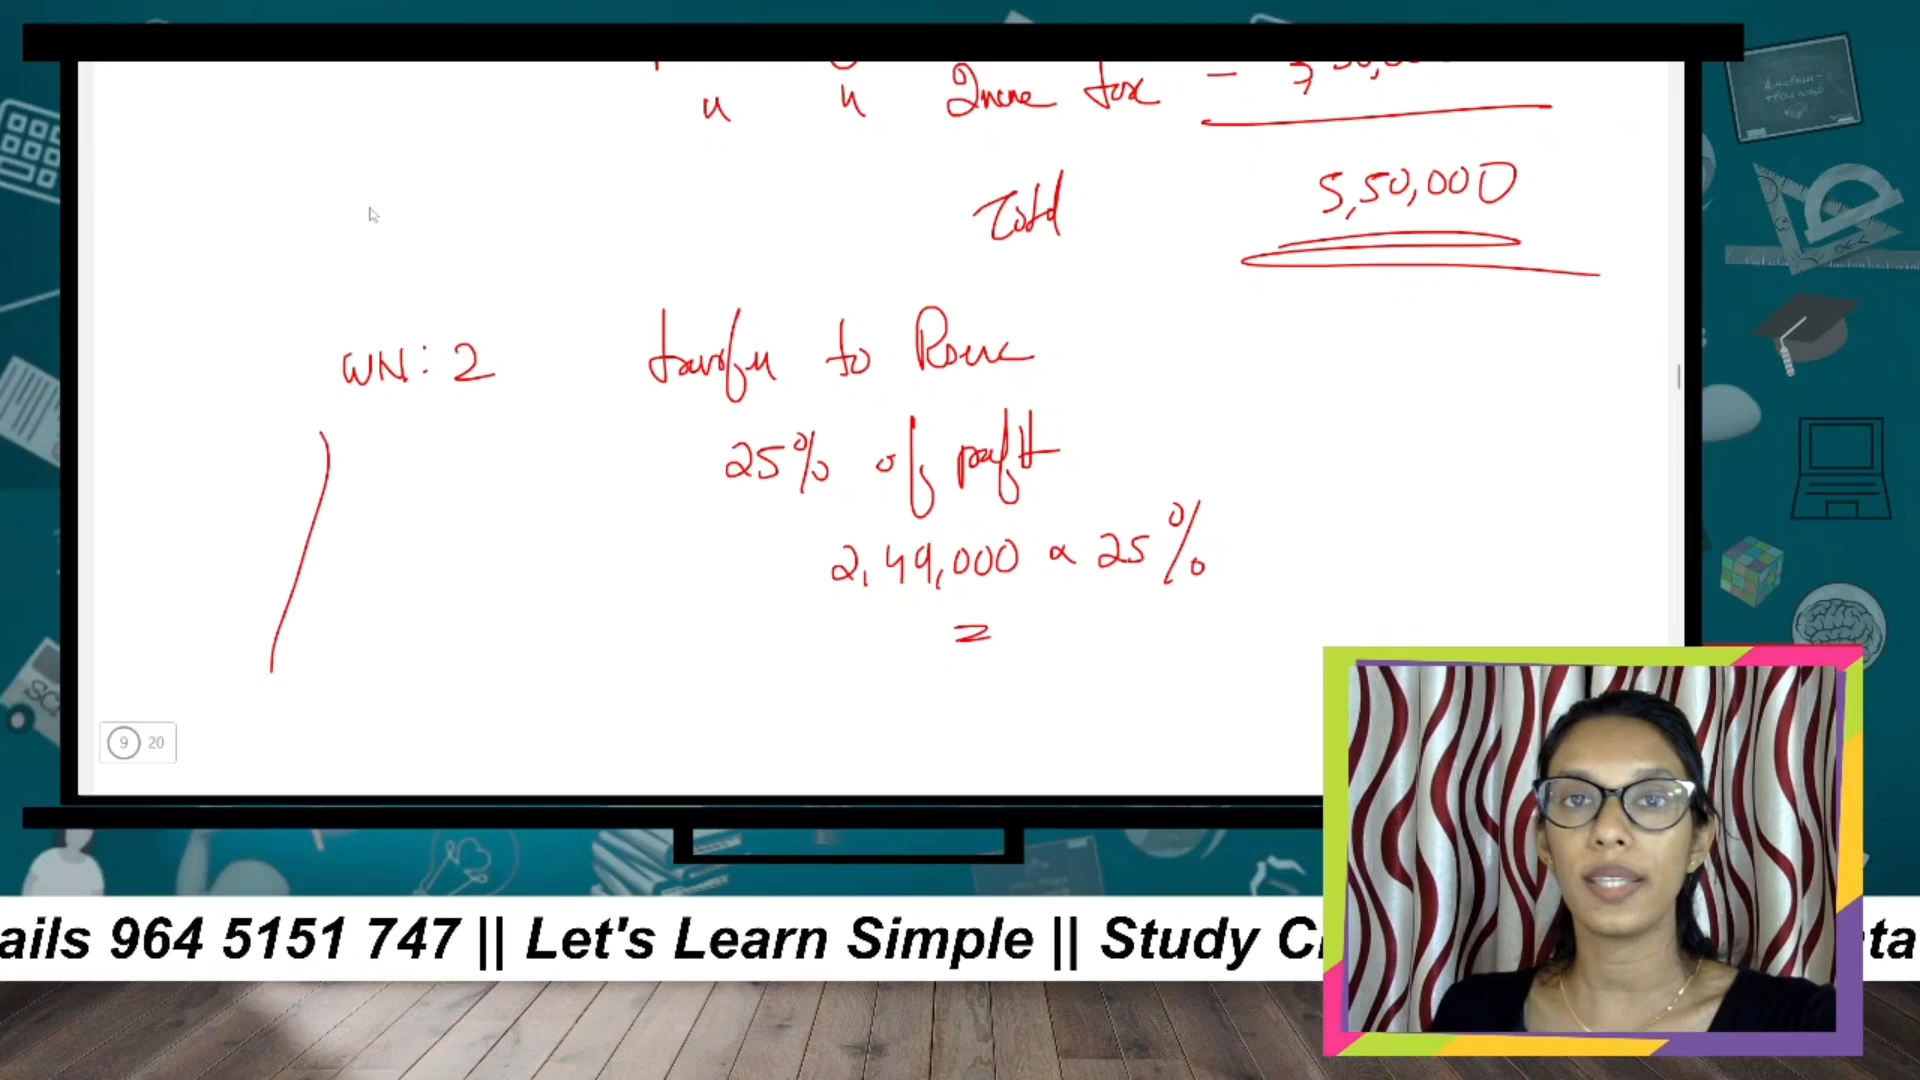 Income tax -
Total 5,50,000
WN: 2 transfer to Reserve
25% of profit
2,49,000 × 25%
=
9 20
ails 964 5151 747 || Let's Learn Simple || Study C
ta